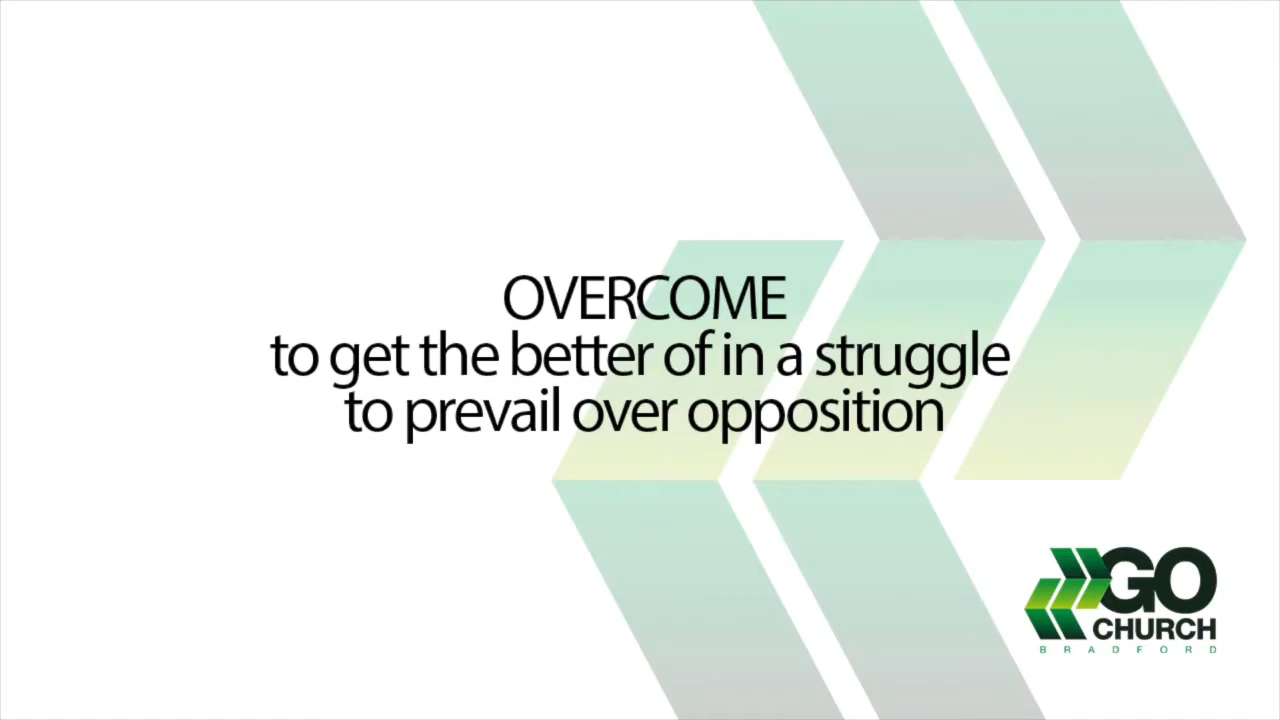 OVERCOME
to get the better of in a struggle
to prevail over opposition
GO
CHURCH
BRADFORD